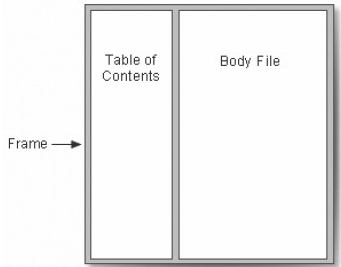 Table of
Contents
Body File
Frame